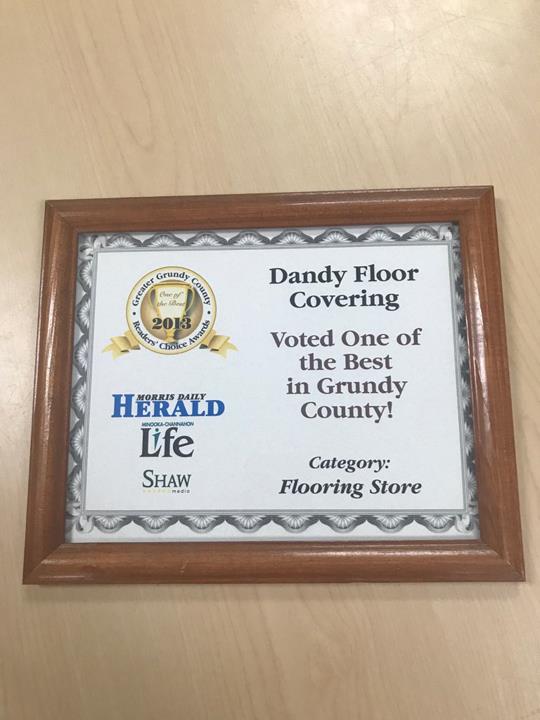 Greater Grundy County
One of
the Best
2013
Readers' Choice Awards
MORRIS DAILY
HERALD
MINOOKA-CHANNAHON
Life
SHAW
media
Dandy Floor
Covering
Voted One of
the Best
in Grundy
County!
Category:
Flooring Store